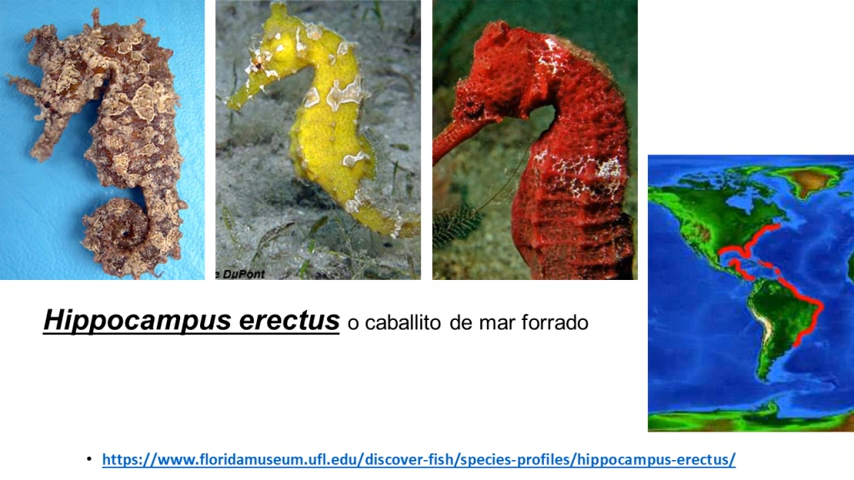 e DuPont
Hippocampus erectus o caballito de mar forrado
• https://www.floridamuseum.ufl.edu/discover-fish/species-profiles/hippocampus-erectus/